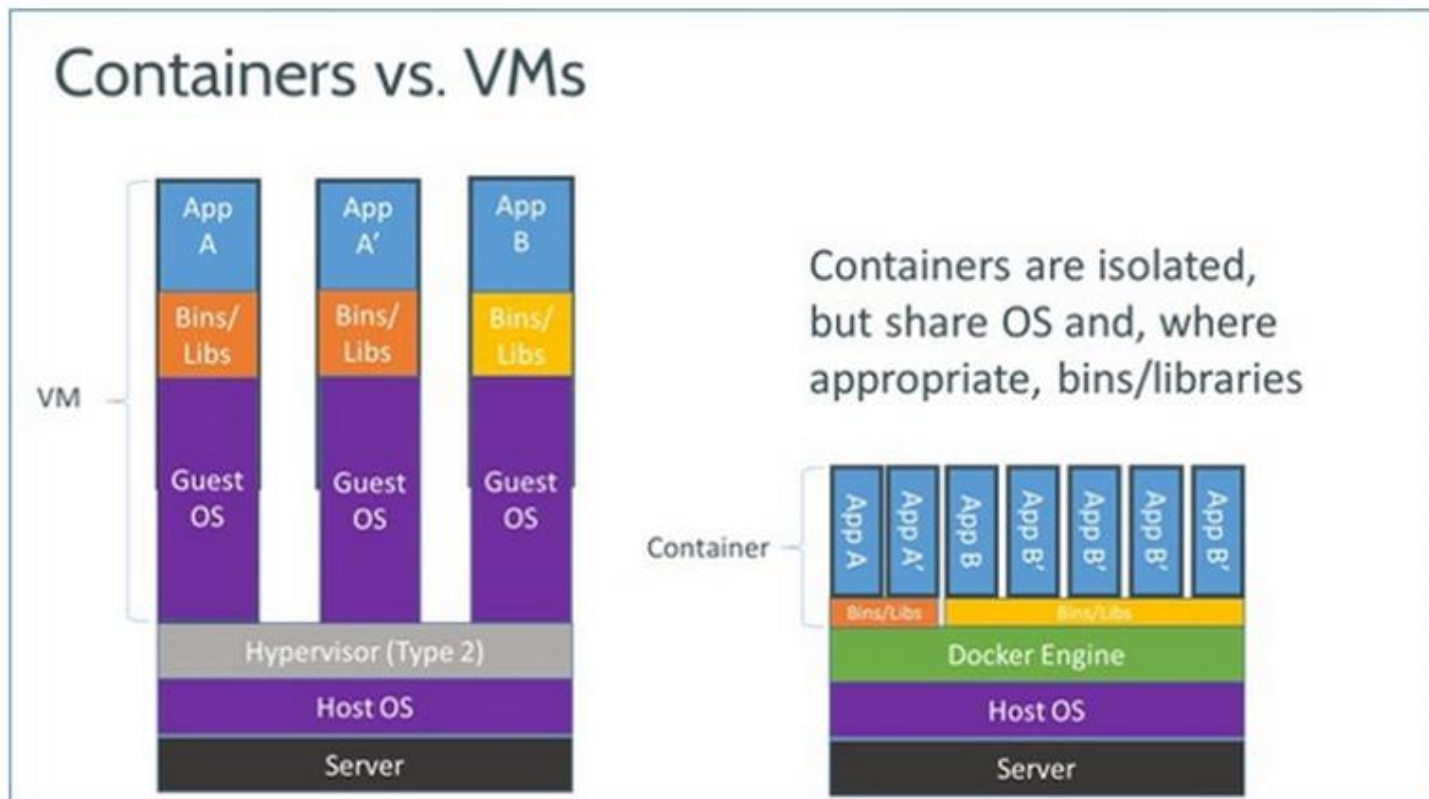 Containers vs. VMs
App
A
App
A’
App
B
Bins/
Libs
Bins/
Libs
Bins/
Libs
VM
Guest
OS
Guest
OS
Guest
OS
Hypervisor (Type 2)
Host OS
Server
Containers are isolated,
but share OS and, where
appropriate, bins/libraries
Container
App A
App A’
App B
App B’
App B’
App B’
App B’
Bins/Libs
Bins/Libs
Docker Engine
Host OS
Server